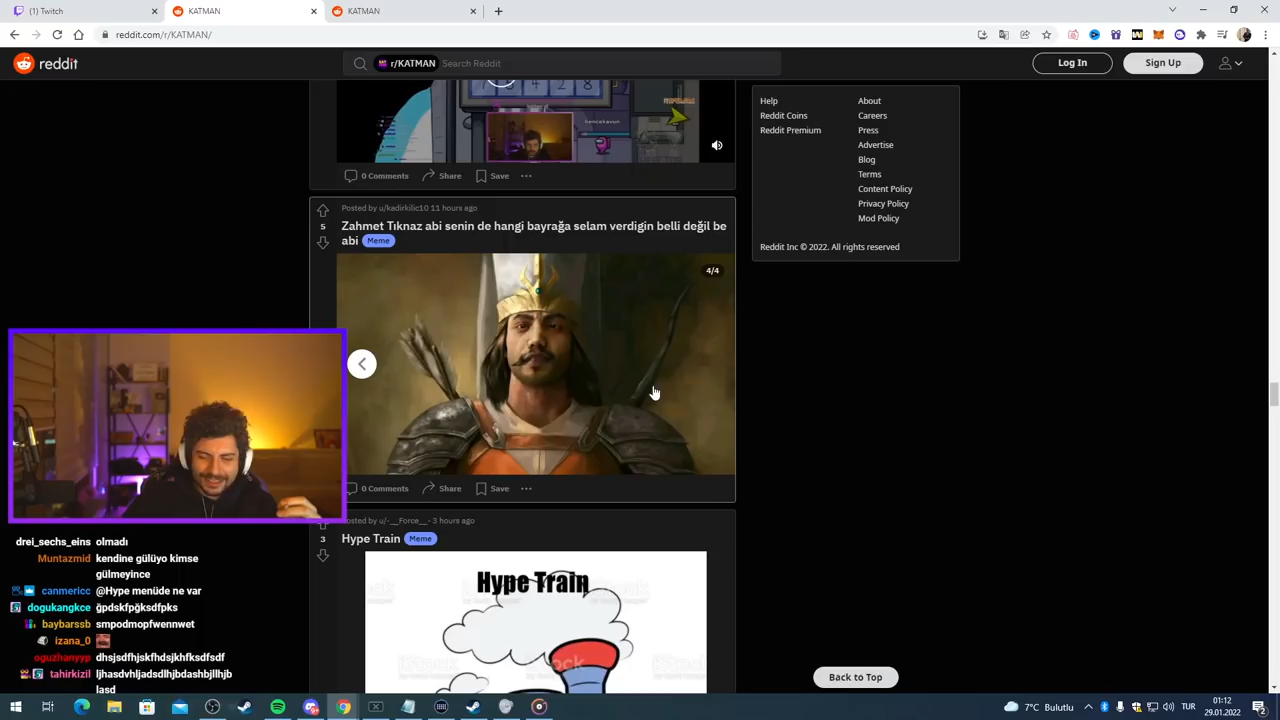 (1) Twitch
KATMAN
KATMAN
reddit.com/r/KATMAN/
reddit
r/KATMAN
Search Reddit
Log In
Sign Up
Help
About
Reddit Coins
Careers
Reddit Premium
Press
Advertise
Blog
Terms
Content Policy
Privacy Policy
Mod Policy
Reddit Inc © 2022. All rights reserved
0 Comments
Share
Save
Posted by u/kadirkilic10 11 hours ago
5
Zahmet Tıknaz abi senin de hangi bayrağa selam verdigin belli değil be
abi Meme
4/4
0 Comments
Share
Save
Posted by u/-__Force__- 3 hours ago
3
Hype Train Meme
Hype Train
iStock
drei_sechs_eins olmadı
Muntazmid kendine gülüyo kimse
gülmeyince
canmericc @Hype menüde ne var
dogukangkce ğpdskfpğksdfpks
baybarssb smpodmopfwennwet
izana_0
oguzhanyyp dhsjsdfhjskfhdsjkhfksdfsdf
tahirkizil ljhasdvhljadsdlhjbdashbjllhjb
lasd
Back to Top
7°C Bulutlu
TUR
01:12
29.01.2022
2